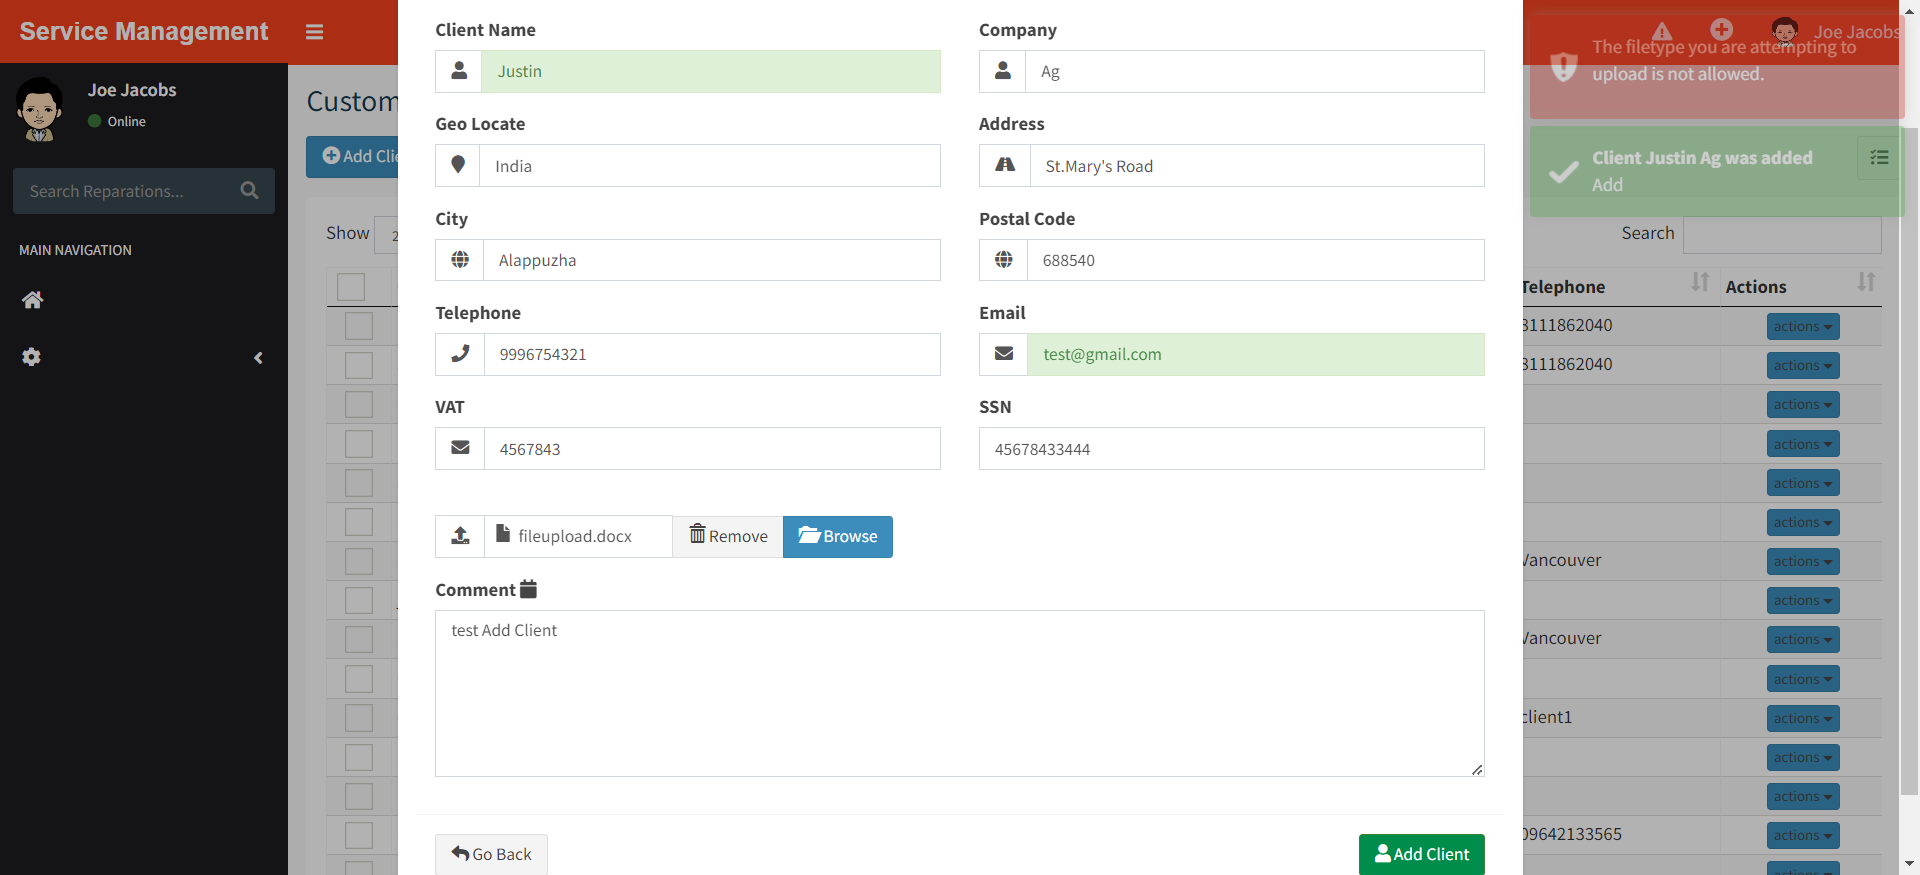 Service Management
Joe Jacobs
Joe Jacobs
Online
Search Reparations...
MAIN NAVIGATION
Custom
Add Clie
Show
2
Client Name
Justin
Company
Ag
Geo Locate
India
Address
St.Mary's Road
City
Alappuzha
Postal Code
688540
Telephone
9996754321
Email
test@gmail.com
VAT
4567843
SSN
45678433444
fileupload.docx
Remove
Browse
Comment
test Add Client
Go Back
Add Client
The filetype you are attempting to
upload is not allowed.
Client Justin Ag was added
Add
Search
Telephone
Actions
8111862040
actions
8111862040
actions
actions
actions
actions
actions
Vancouver
actions
actions
Vancouver
actions
actions
client1
actions
actions
actions
09642133565
actions